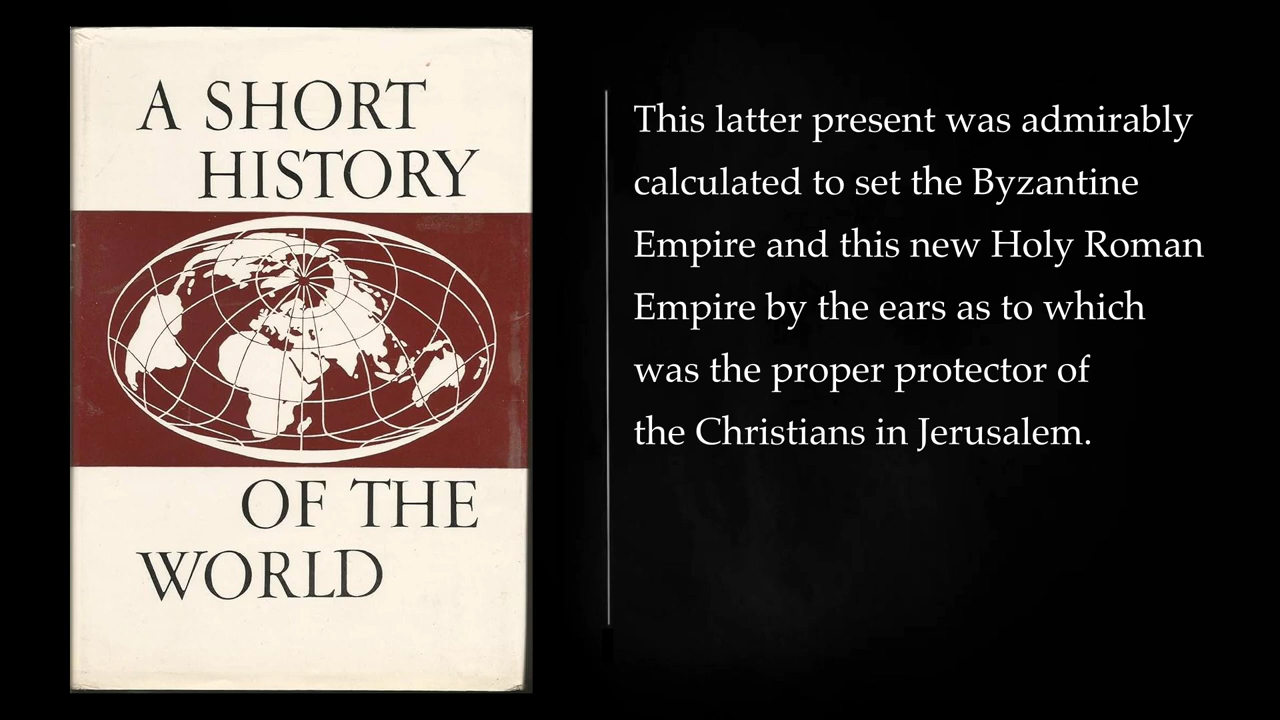 A SHORT
HISTORY
OF THE
WORLD
This latter present was admirably
calculated to set the Byzantine
Empire and this new Holy Roman
Empire by the ears as to which
was the proper protector of
the Christians in Jerusalem.